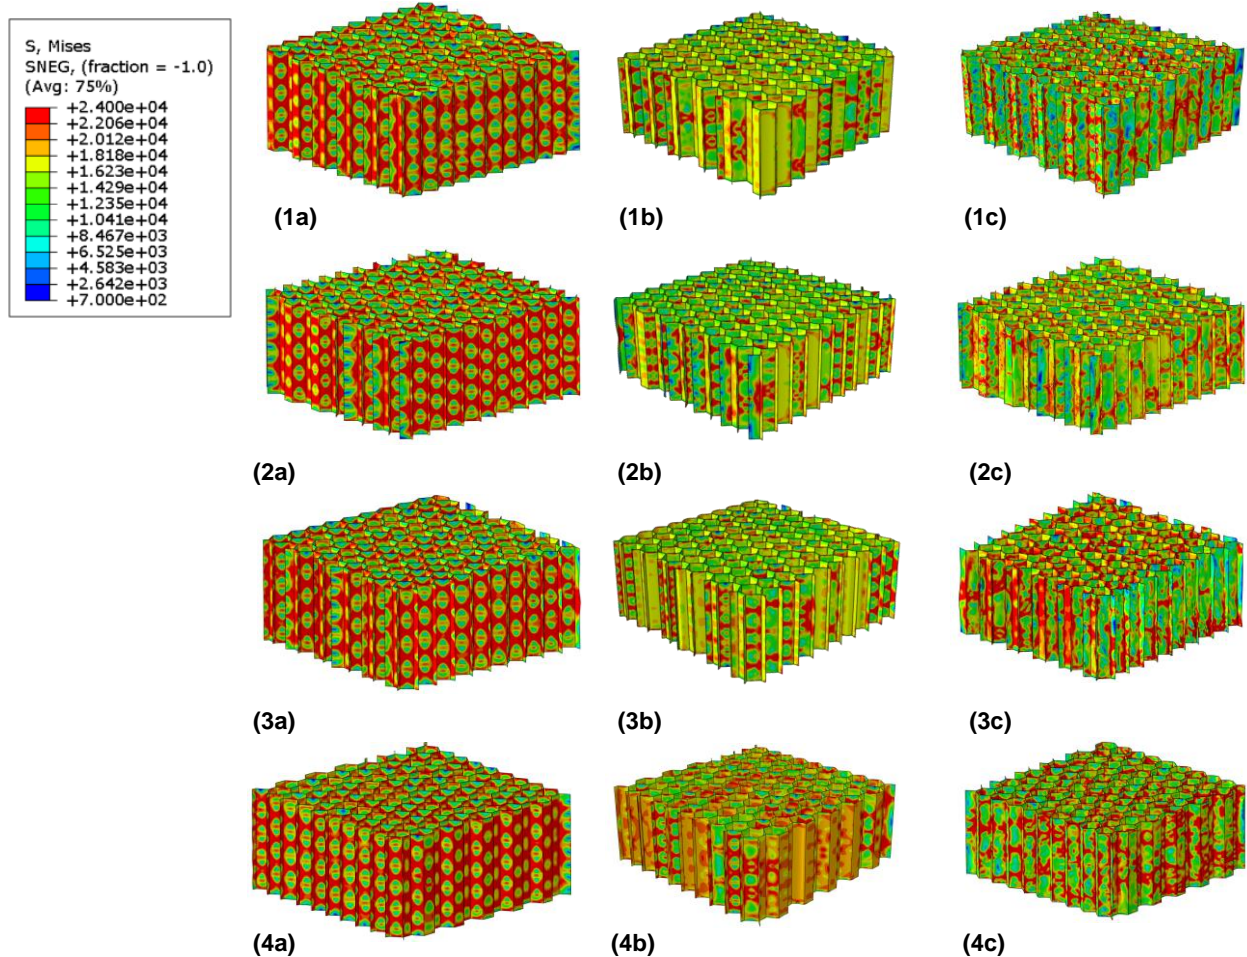 S, Mises
SNEG, (fraction = -1.0)
(Avg: 75%)
+2.400e+04
+2.206e+04
+2.012e+04
+1.818e+04
+1.623e+04
+1.429e+04
+1.235e+04
+1.041e+04
+8.467e+03
+6.525e+03
+4.583e+03
+2.642e+03
+7.000e+02
(1a) (1b) (1c)
(2a) (2b) (2c)
(3a) (3b) (3c)
(4a) (4b) (4c)